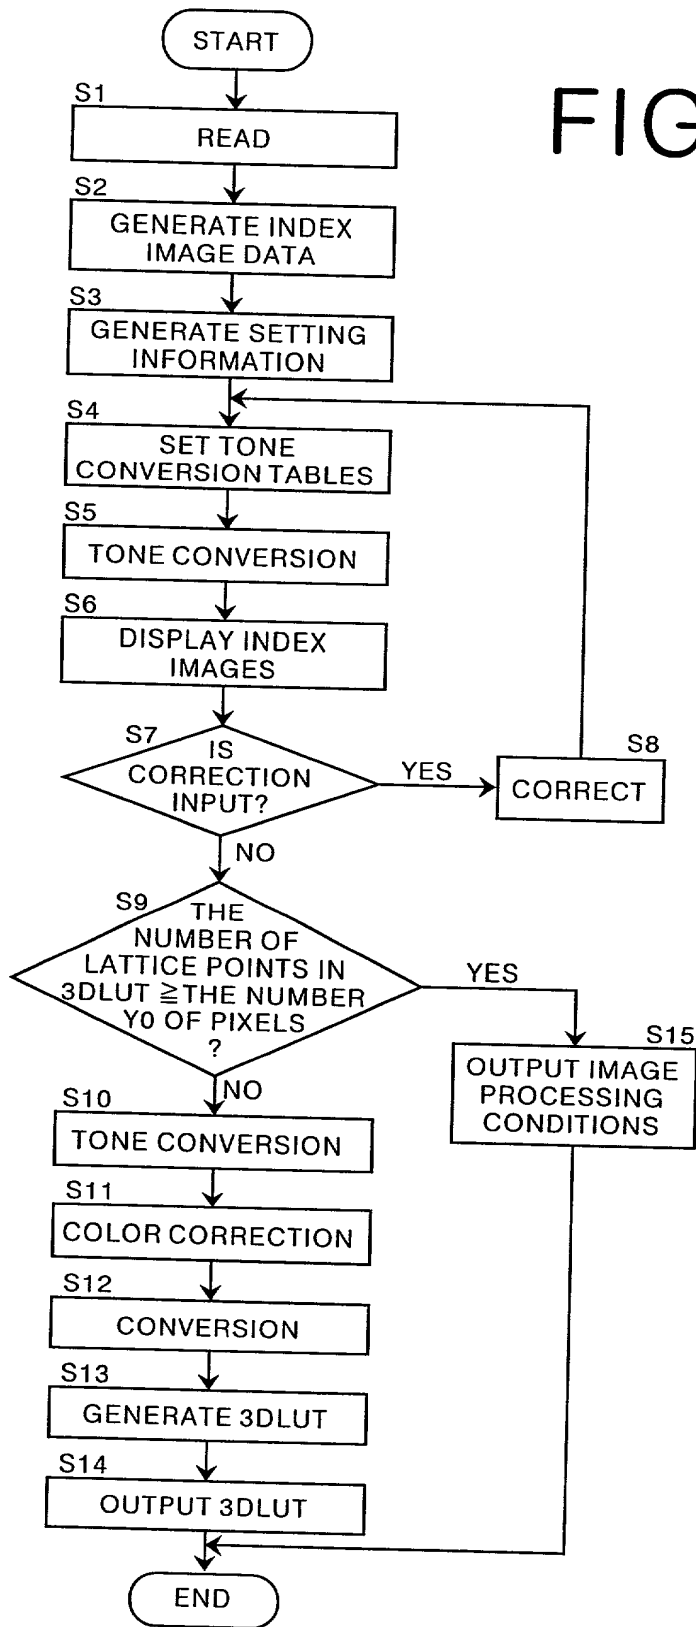 START
FIG
S1
READ
S2
GENERATE INDEX
IMAGE DATA
S3
GENERATE SETTING
INFORMATION
S4
SET TONE
CONVERSION TABLES
S5
TONE CONVERSION
S6
DISPLAY INDEX
IMAGES
S7
IS
CORRECTION
INPUT?
YES
S8
CORRECT
NO
S9
THE
NUMBER OF
LATTICE POINTS IN
3DLUT ≧THE NUMBER
Y0 OF PIXELS
?
YES
S15
OUTPUT IMAGE
PROCESSING
CONDITIONS
NO
S10
TONE CONVERSION
S11
COLOR CORRECTION
S12
CONVERSION
S13
GENERATE 3DLUT
S14
OUTPUT 3DLUT
END